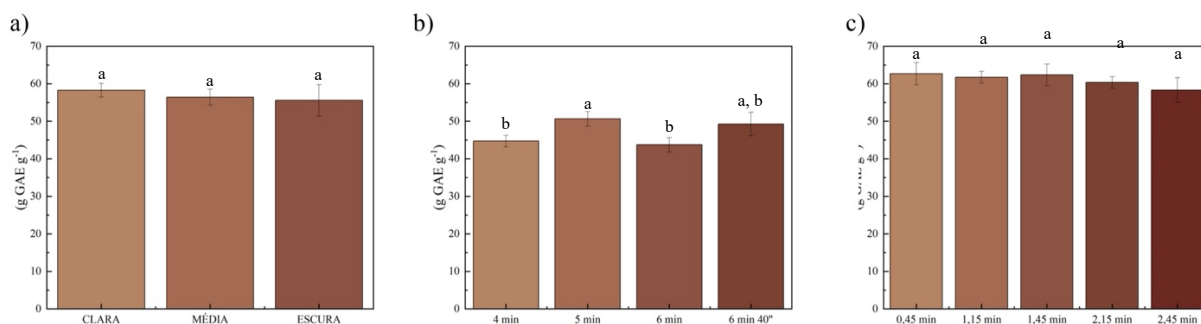 a)
(g GAE g-1)
70
60
50
40
30
20
10
0
a
a
a
CLARA MÉDIA ESCURA
b)
(g GAE g-1)
70
60
50
40
30
20
10
0
b
a
b
a, b
4 min 5 min 6 min 6 min 40"
c)
70
60
50
40
30
20
10
0
a
a
a
a
a
0,45 min 1,15 min 1,45 min 2,15 min 2,45 min